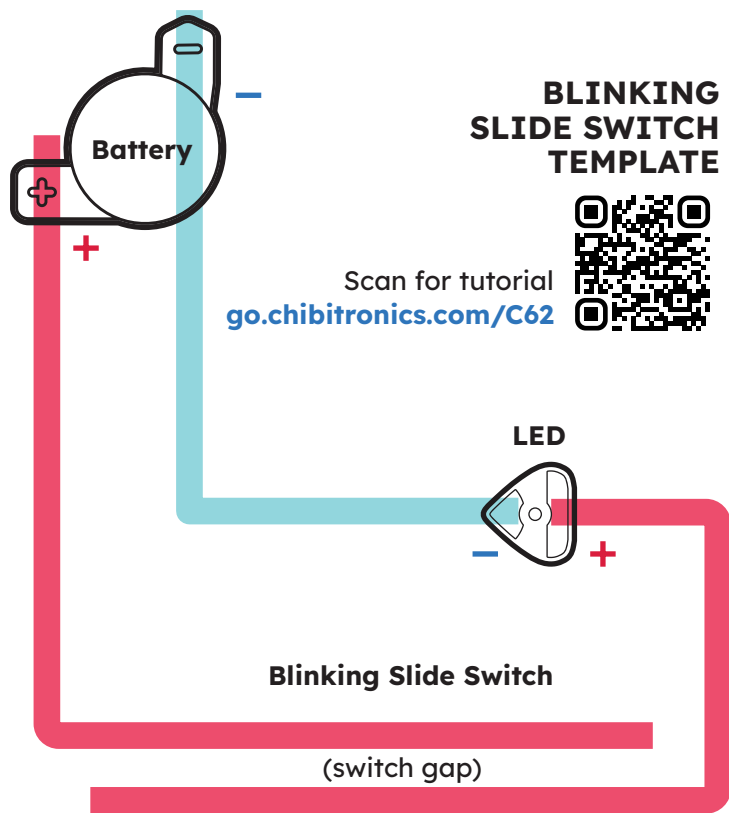 BLINKING
SLIDE SWITCH
TEMPLATE
Battery
−
+
Scan for tutorial
go.chibitronics.com/C62
LED
− +
Blinking Slide Switch
(switch gap)